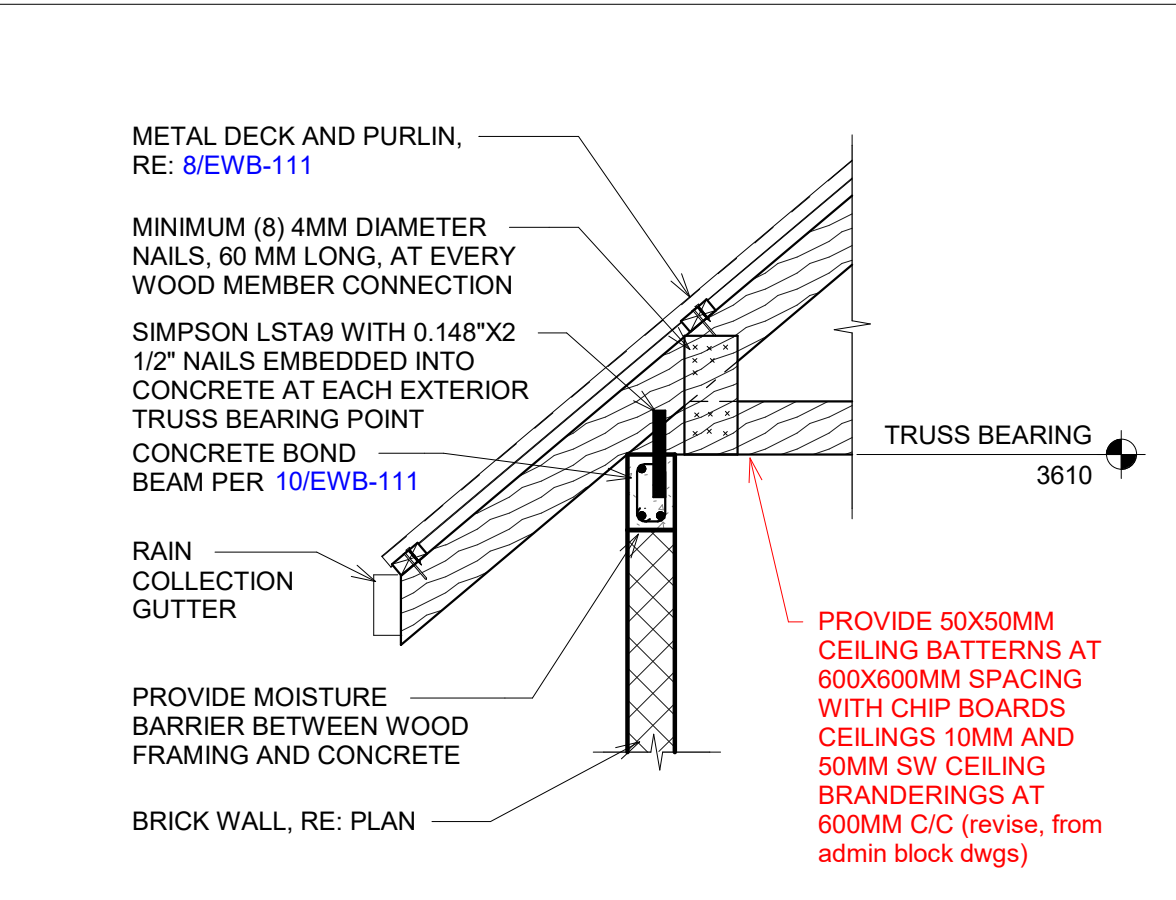 METAL DECK AND PURLIN,
RE: 8/EWB-111
MINIMUM (8) 4MM DIAMETER
NAILS, 60 MM LONG, AT EVERY
WOOD MEMBER CONNECTION
SIMPSON LSTA9 WITH 0.148"X2
1/2" NAILS EMBEDDED INTO
CONCRETE AT EACH EXTERIOR
TRUSS BEARING POINT
CONCRETE BOND
BEAM PER 10/EWB-111
RAIN
COLLECTION
GUTTER
PROVIDE MOISTURE
BARRIER BETWEEN WOOD
FRAMING AND CONCRETE
BRICK WALL, RE: PLAN
TRUSS BEARING
3610
PROVIDE 50X50MM
CEILING BATTERNS AT
600X600MM SPACING
WITH CHIP BOARDS
CEILINGS 10MM AND
50MM SW CEILING
BRANDERINGS AT
600MM C/C (revise, from
admin block dwgs)